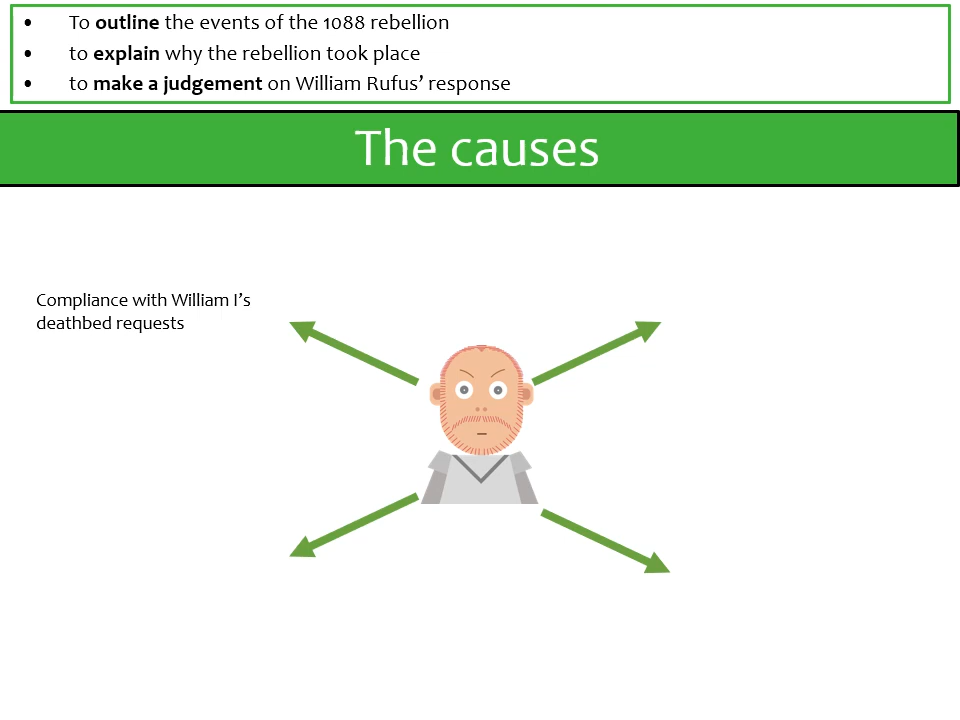 • To outline the events of the 1088 rebellion
• to explain why the rebellion took place
• to make a judgement on William Rufus’ response
The causes
Compliance with William I’s
deathbed requests